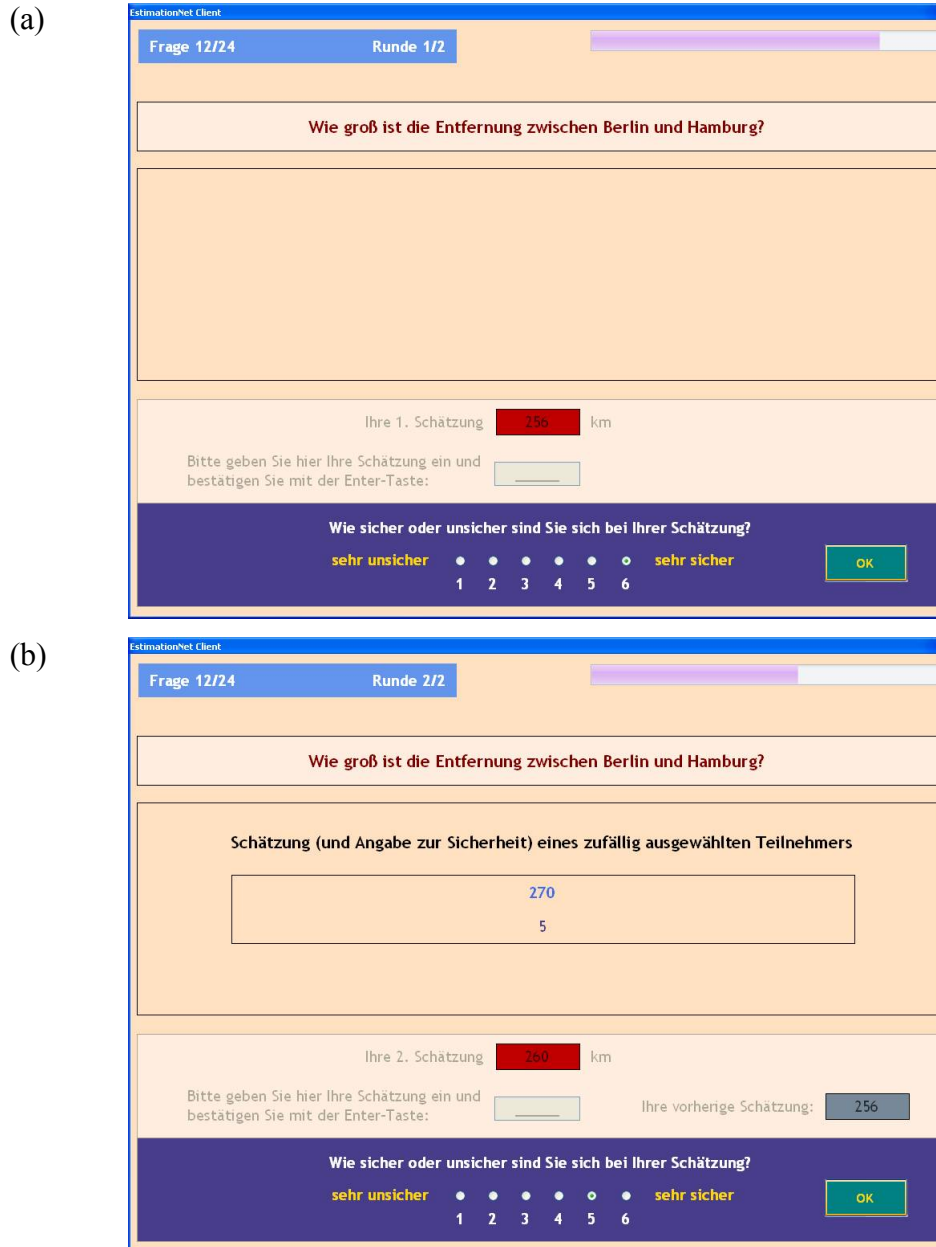 (a)
EstimationNet Client
Frage 12/24 Runde 1/2
Wie groß ist die Entfernung zwischen Berlin und Hamburg?
Ihre 1. Schätzung 256 km
Bitte geben Sie hier Ihre Schätzung ein und
bestätigen Sie mit der Enter-Taste:
Wie sicher oder unsicher sind Sie sich bei Ihrer Schätzung?
sehr unsicher sehr sicher
1 2 3 4 5 6
OK
(b)
EstimationNet Client
Frage 12/24 Runde 2/2
Wie groß ist die Entfernung zwischen Berlin und Hamburg?
Schätzung (und Angabe zur Sicherheit) eines zufällig ausgewählten Teilnehmers
270
5
Ihre 2. Schätzung 260 km
Bitte geben Sie hier Ihre Schätzung ein und
bestätigen Sie mit der Enter-Taste:
Ihre vorherige Schätzung: 256
Wie sicher oder unsicher sind Sie sich bei Ihrer Schätzung?
sehr unsicher sehr sicher
1 2 3 4 5 6
OK